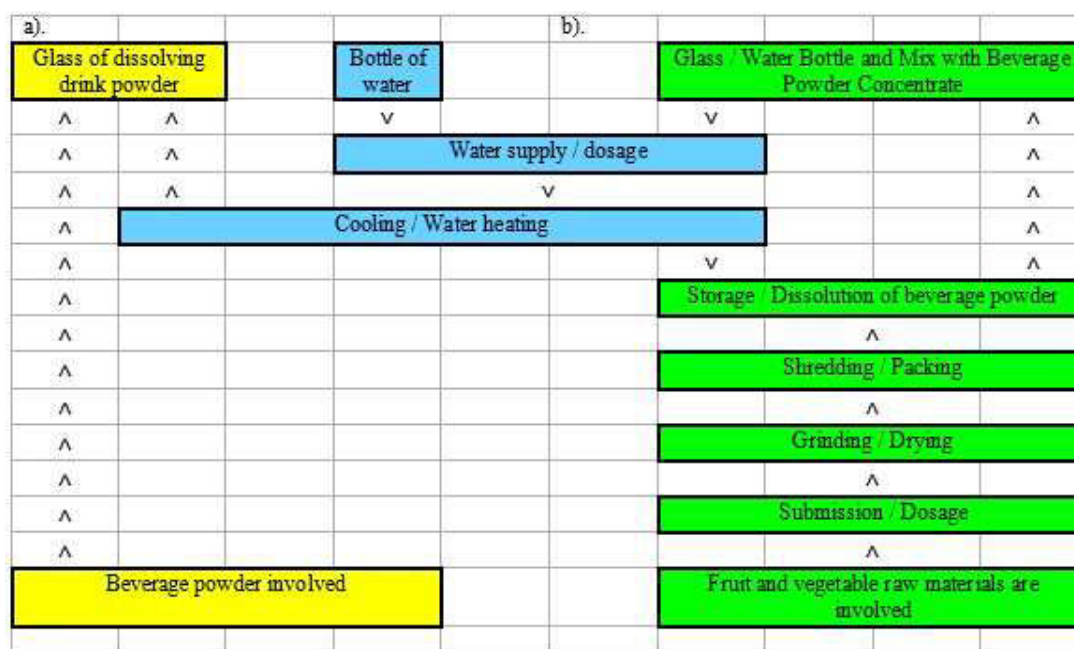 a).
b).
Glass of dissolving
drink powder
Bottle of
water
Glass / Water Bottle and Mix with Beverage
Powder Concentrate
^ ^ v v ^
^ ^
Water supply / dosage
^
^ ^ v ^
^
Cooling / Water heating
^
^ v ^
^
Storage / Dissolution of beverage powder
^ ^
^
Shredding / Packing
^ ^
^
Grinding / Drying
^ ^
^
Submission / Dosage
^ ^
Beverage powder involved
Fruit and vegetable raw materials are
involved